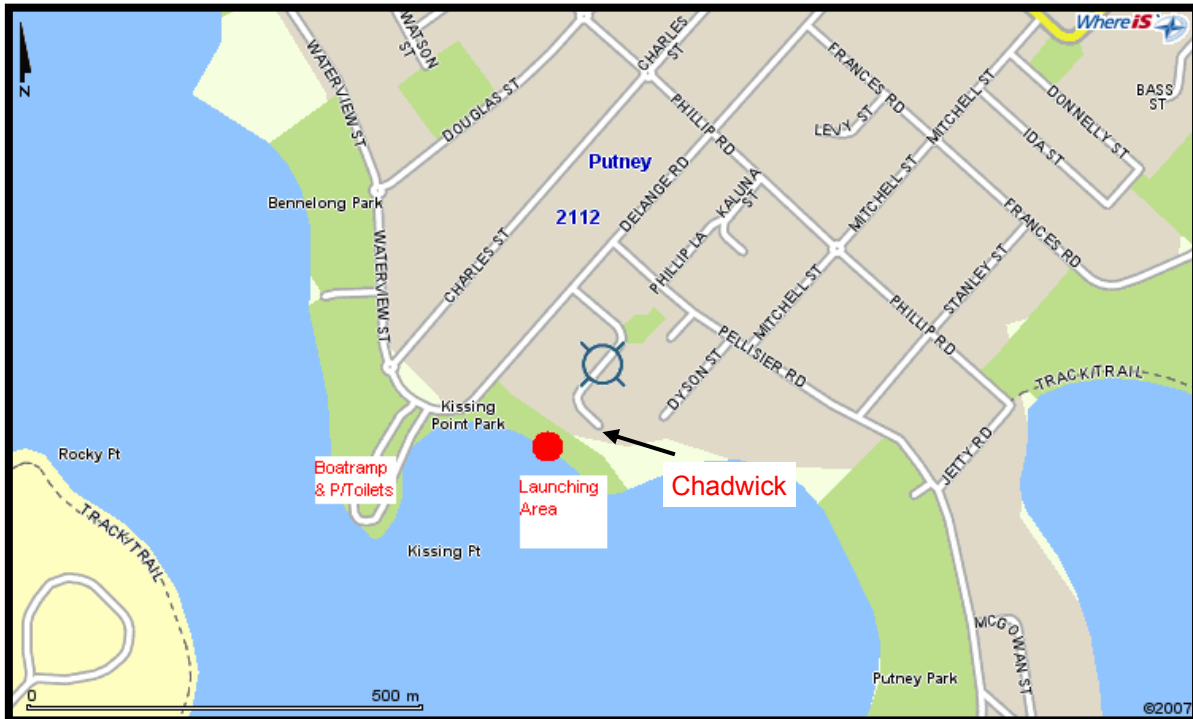 WATSON
ST
CHARLES
ST
WhereiS
WATERVIEW ST
DOUGLAS ST
FRANCES RD
MITCHELL ST
DONNELLY ST
BASS
ST
LEVY ST
IDA ST
PHILLIP RD
Putney
2112
DELANGE RD
KALUNA
ST
MITCHELL ST
Bennelong Park
WATERVIEW ST
CHARLES ST
PHILLIP LA
FRANCES RD
STANLEY ST
MITCHELL ST
PHILLIP RD
PELLISIER RD
DYSON ST
TRACK/TRAIL
Kissing
Point Park
JETTY RD
Rocky Pt
Boatramp
& P/Toilets
Launching
Area
Chadwick
TRACK/TRAIL
Kissing Pt
MCGOWAN ST
Putney Park
0
500 m
©2007
N